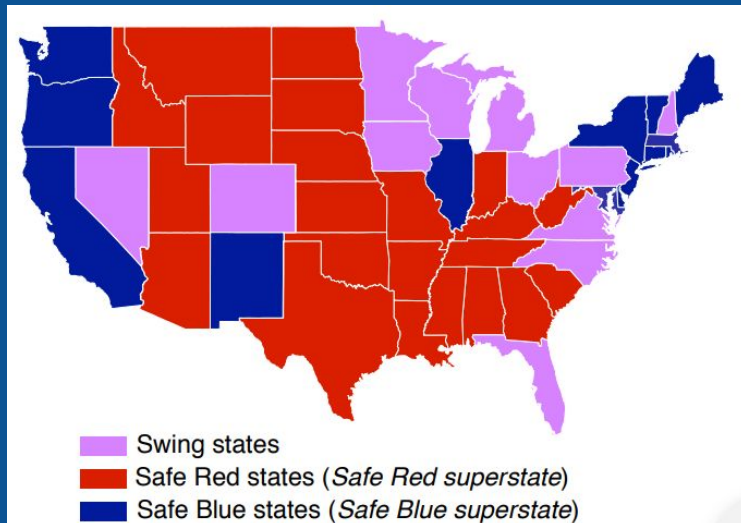 Swing states
Safe Red states (Safe Red superstate)
Safe Blue states (Safe Blue superstate)